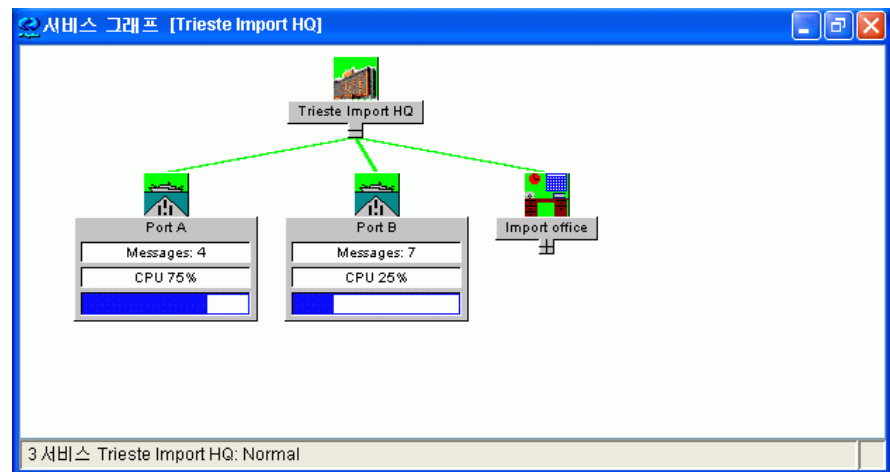 서비스 그래프 [Trieste Import HQ]
Trieste Import HQ
Port A
Messages: 4
CPU 75%
Port B
Messages: 7
CPU 25%
Import office
3 서비스 Trieste Import HQ: Normal